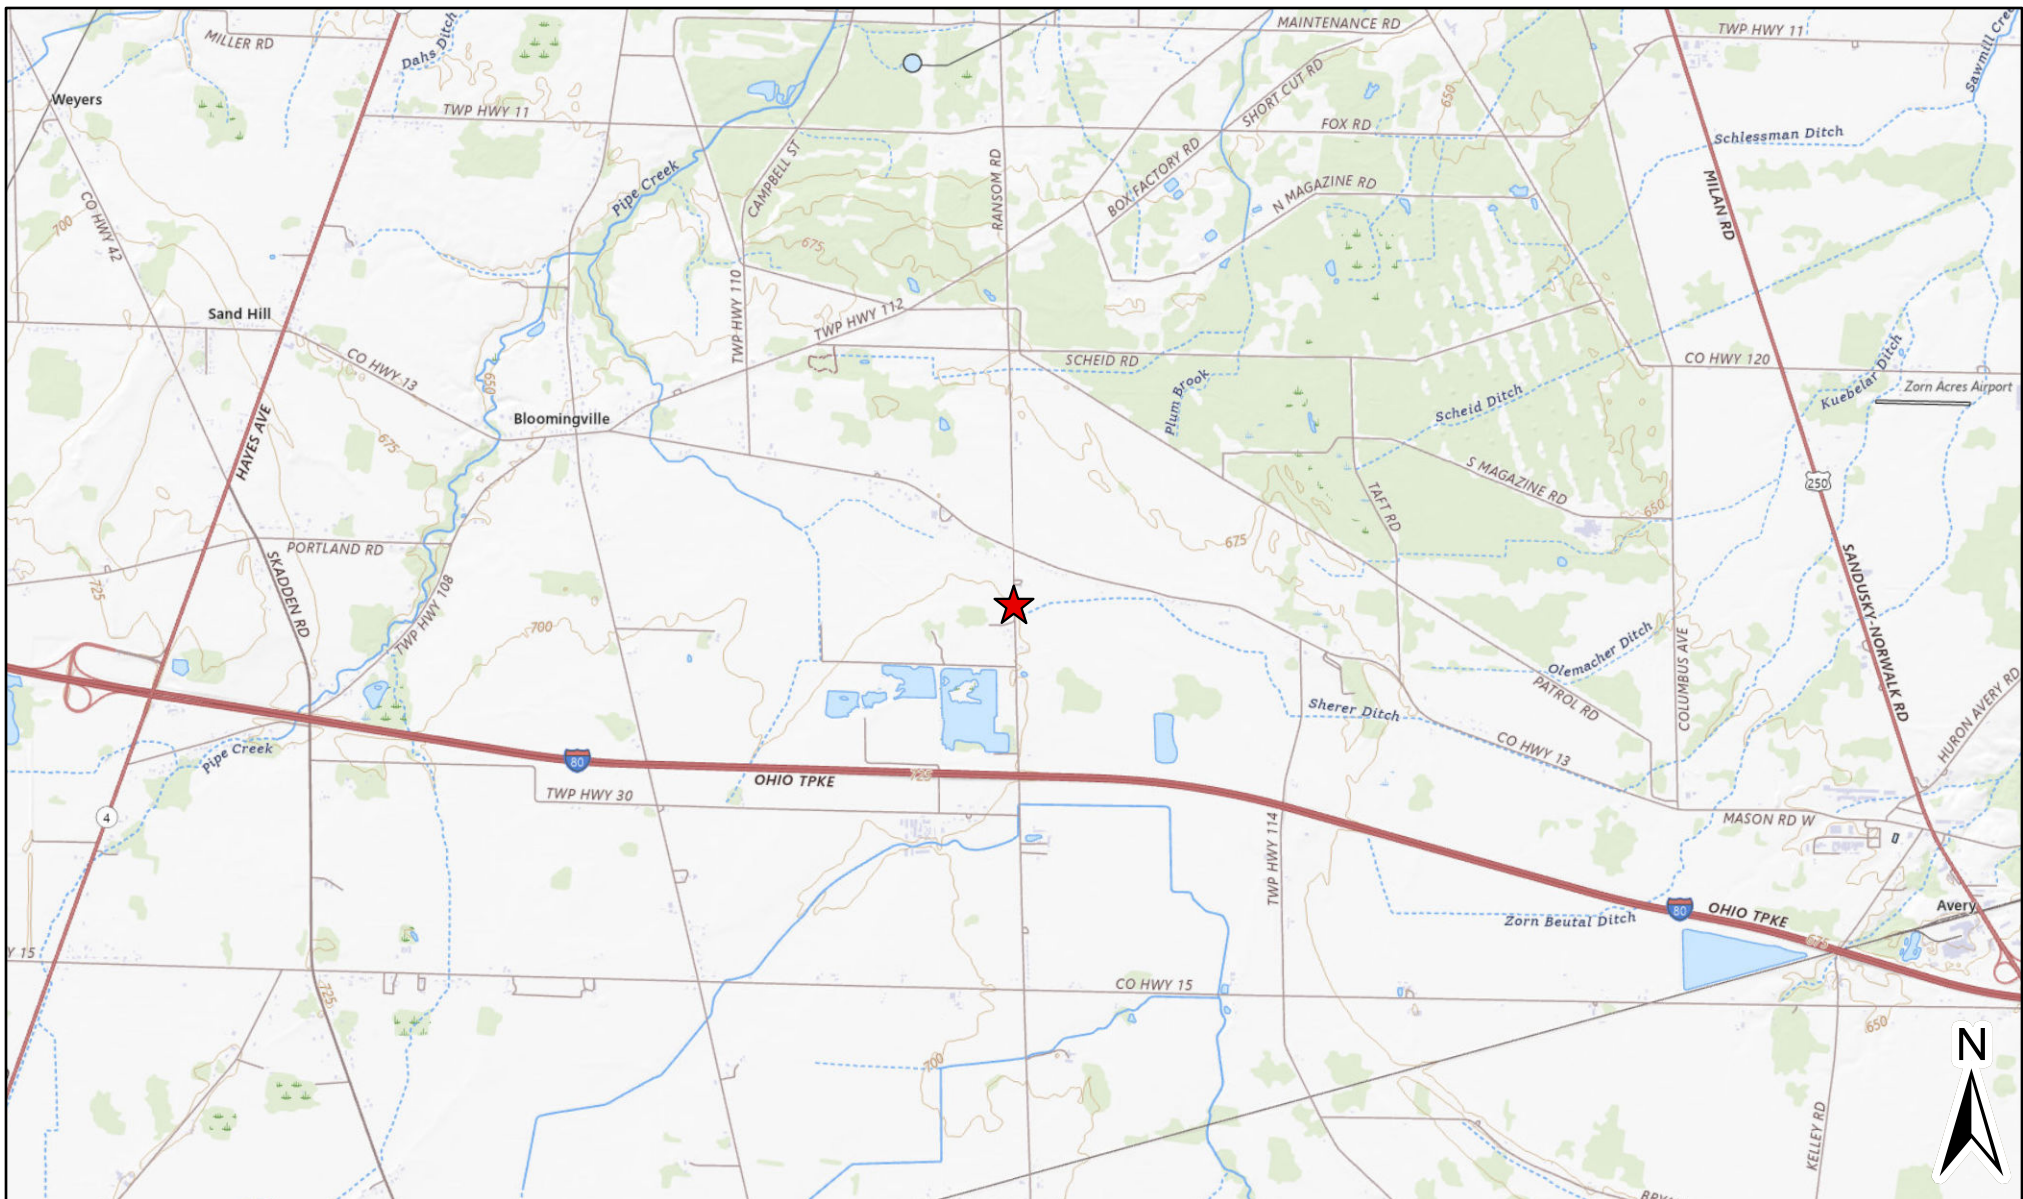 MAINTENANCE RD
TWP HWY 11
MILLER RD
Dahs Ditch
Sawmill Cree
Weyers
TWP HWY 11
SHORT CUT RD
650
FOX RD
Schlessman Ditch
CAMPBELL ST
RANSOM RD
BOX FACTORY RD
Pipe Creek
N MAGAZINE RD
MILAN RD
CO HWY 42
700
675
TWP HWY 110
Sand Hill
TWP HWY 112
CO HWY 13
SCHEID RD
CO HWY 120
Kuebelar Ditch
650
Plum Brook
Scheid Ditch
Zorn Acres Airport
Bloomingville
HAYES AVE
675
S MAGAZINE RD
250
TAFT RD
650
PORTLAND RD
675
725
SKADDEN RD
TWP HWY 108
700
SANDUSKY-NORWALK RD
Olemacher Ditch
COLUMBUS AVE
PATROL RD
Sherer Ditch
HURON AVERY RD
Pipe Creek
CO HWY 13
80
OHIO TPKE
725
TWP HWY 30
4
TWP HWY 114
MASON RD W
80
OHIO TPKE
Avery
Zorn Beutal Ditch
675
Y 15
725
CO HWY 15
650
700
N
KELLEY RD